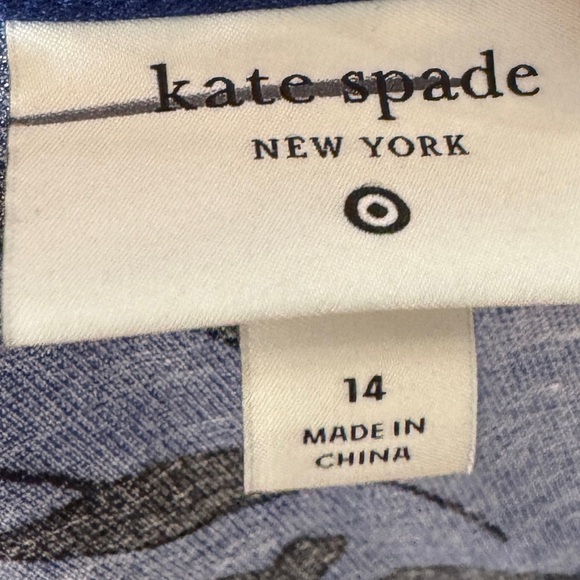 kate spade
NEW YORK
14
MADE IN
CHINA